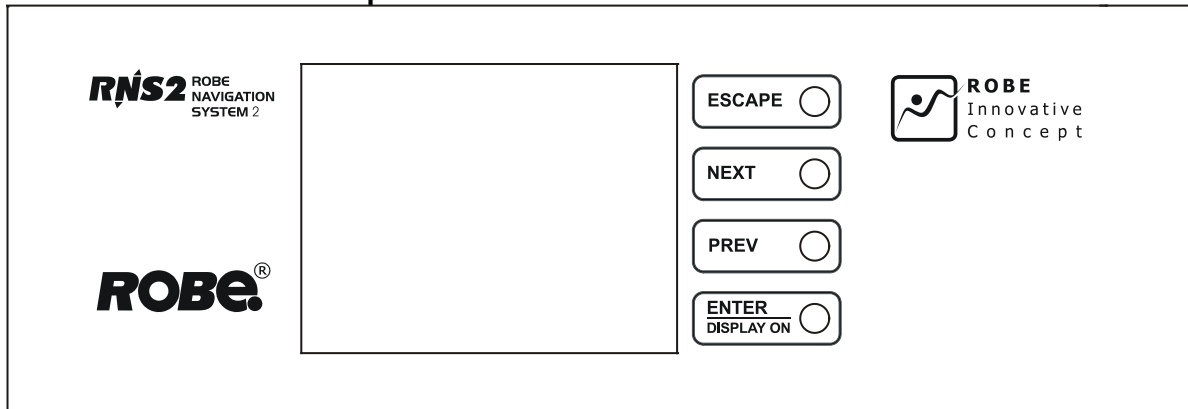 RNS2
ROBE
NAVIGATION
SYSTEM 2
ROBe.®
ESCAPE
NEXT
PREV
ENTER
DISPLAY ON
ROBE
Innovative
Concept